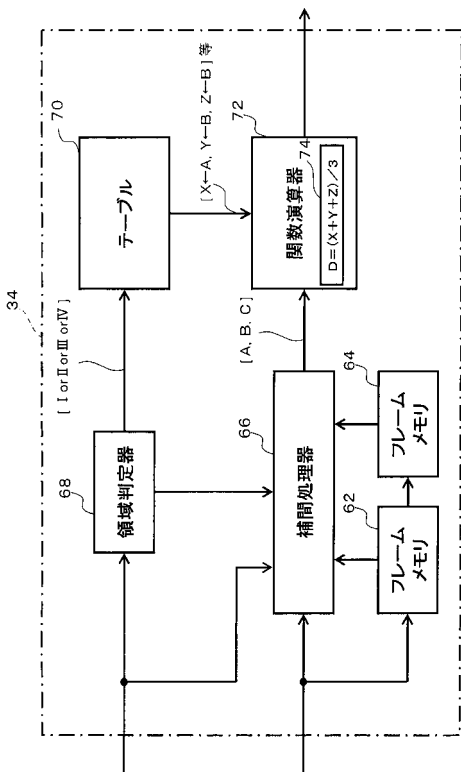 34
70
テーブル
[ I or II or III or IV ]
68
領域判定器
[X←A, Y←B, Z←B] 等
72
関数演算器
74
D=(X+Y+Z)/3
[A, B, C]
66
補間処理器
62
フレーム
メモリ
64
フレーム
メモリ